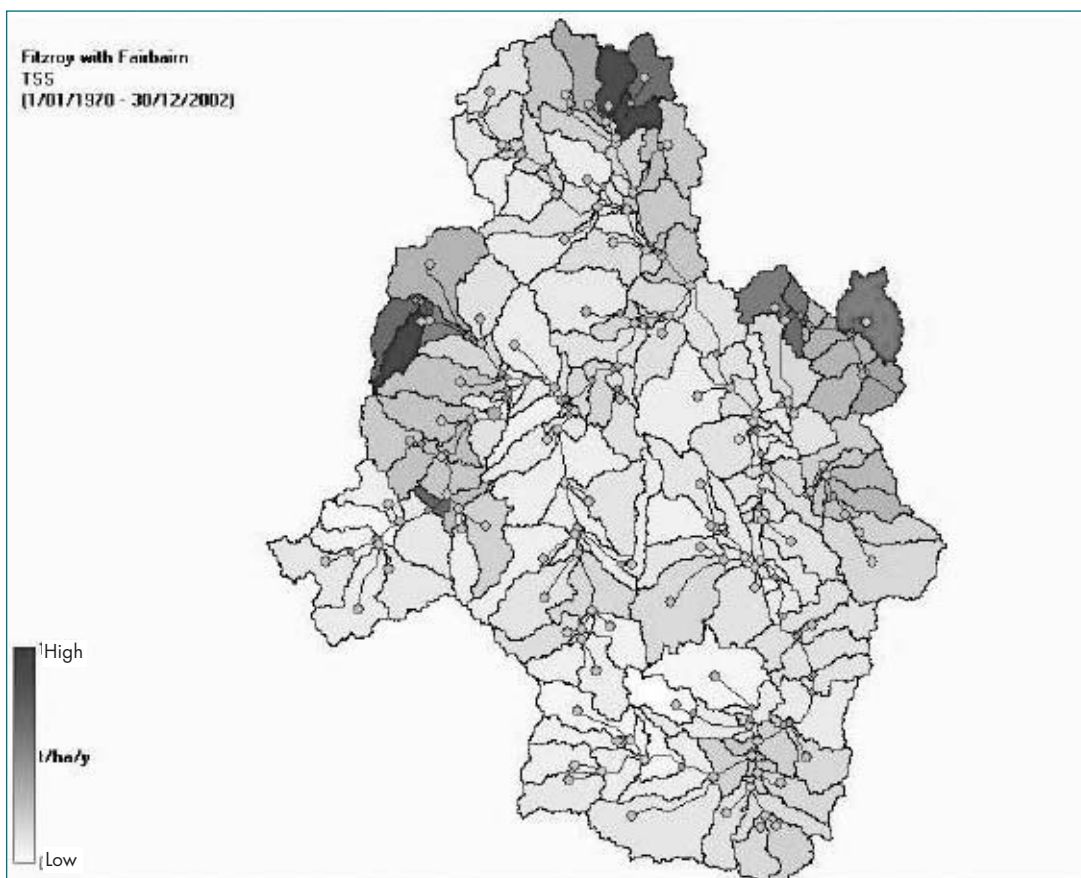 Fitzroy with Fairbairn
TSS
(1/01/1970 - 30/12/2002)
High
t/ha/y
Low